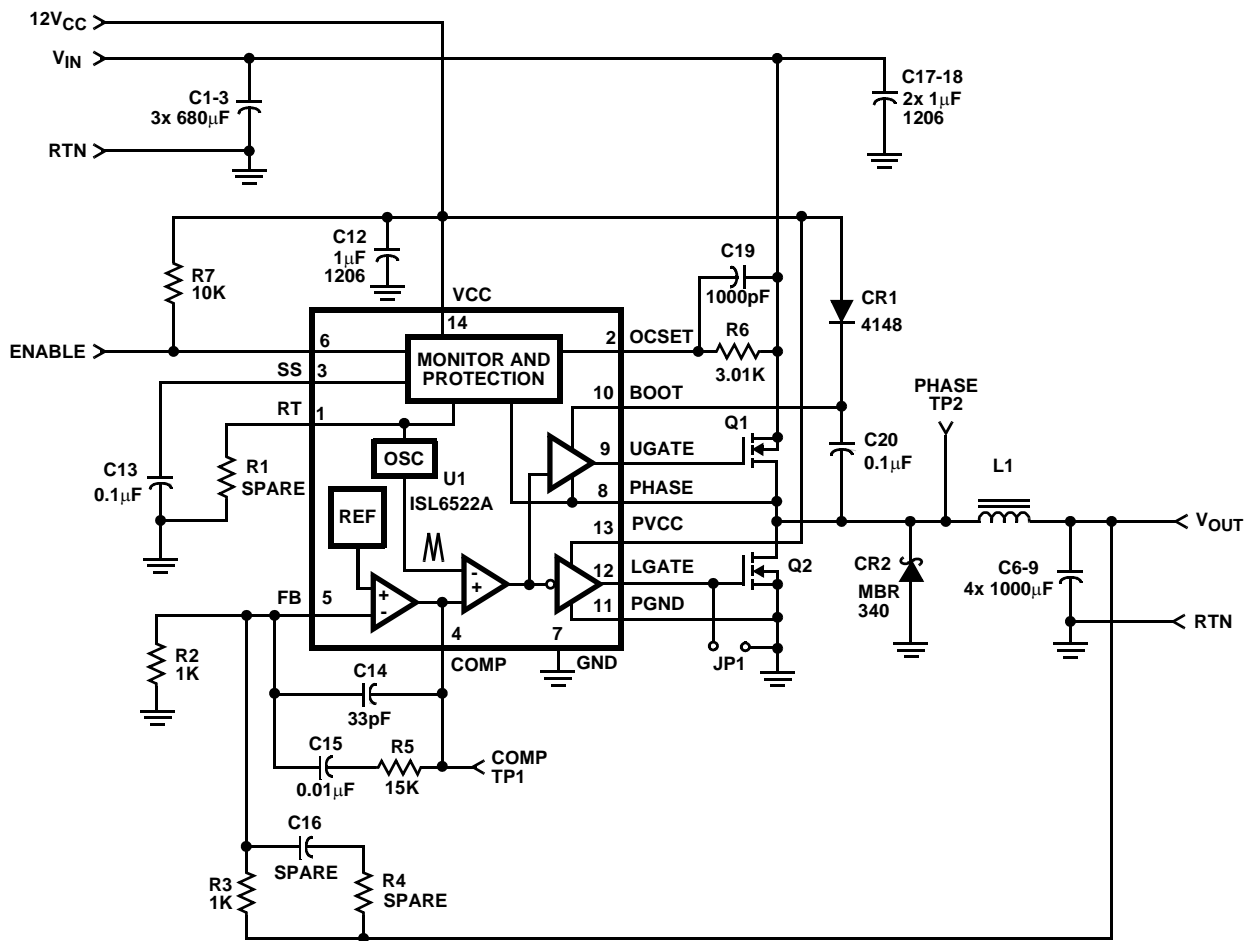 12VCC
VIN
C1-3
3x 680µF
RTN
C17-18
2x 1µF
1206
C12
1µF
1206
R7
10K
VCC
14
C19
1000pF
CR1
4148
ENABLE
6
MONITOR AND
PROTECTION
2
OCSET
R6
3.01K
SS
3
RT
1
10
BOOT
PHASE
TP2
Q1
C20
0.1µF
L1
C13
0.1µF
R1
SPARE
OSC
U1
ISL6522A
9
UGATE
8
PHASE
REF
13
PVCC
VOUT
12
LGATE
Q2
CR2
MBR
340
C6-9
4x 1000µF
+
-
-
+
11
PGND
FB
5
4
COMP
7
GND
JP1
RTN
R2
1K
C14
33pF
C15
0.01µF
R5
15K
COMP
TP1
C16
SPARE
R3
1K
R4
SPARE